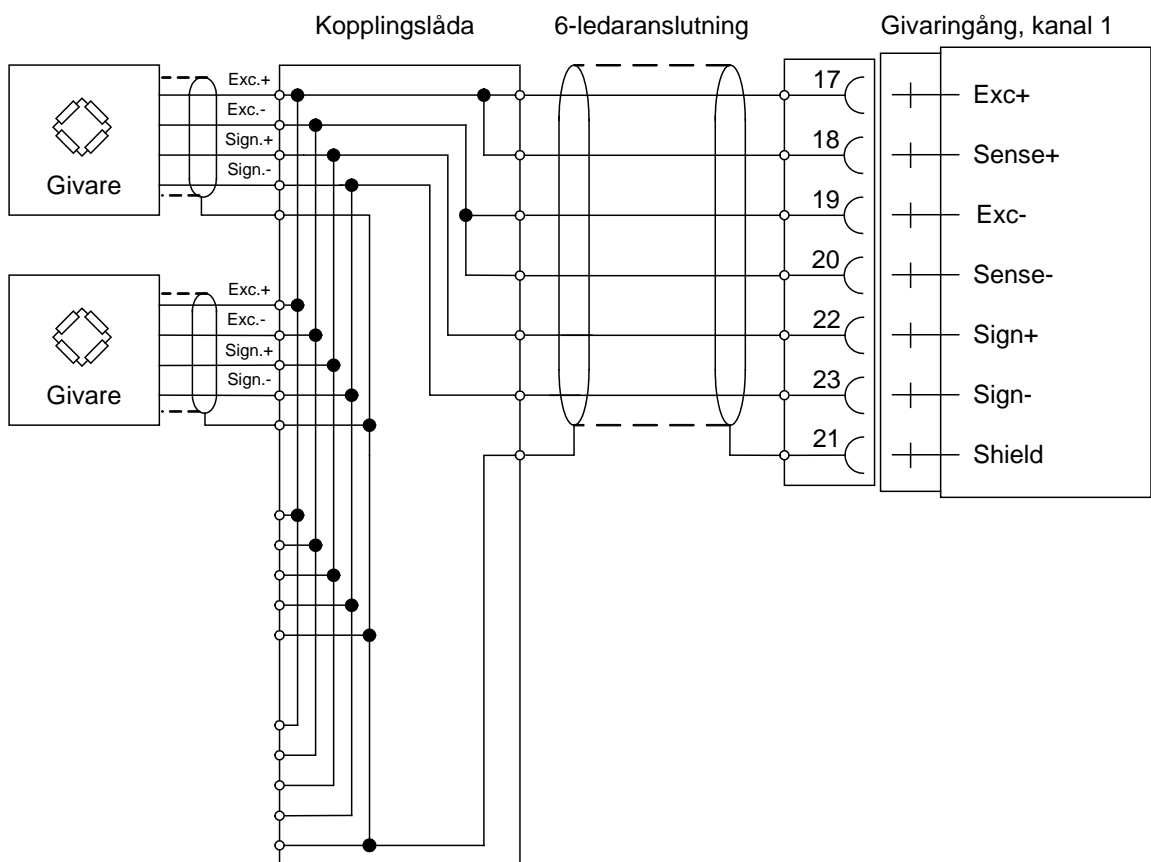 Kopplingslåda
6-ledaranslutning
Givaringång, kanal 1
Exc.+
Exc.-
Sign.+
Sign.-
Givare
Exc.+
Exc.-
Sign.+
Sign.-
Givare
17
Exc+
18
Sense+
19
Exc-
20
Sense-
22
Sign+
23
Sign-
21
Shield